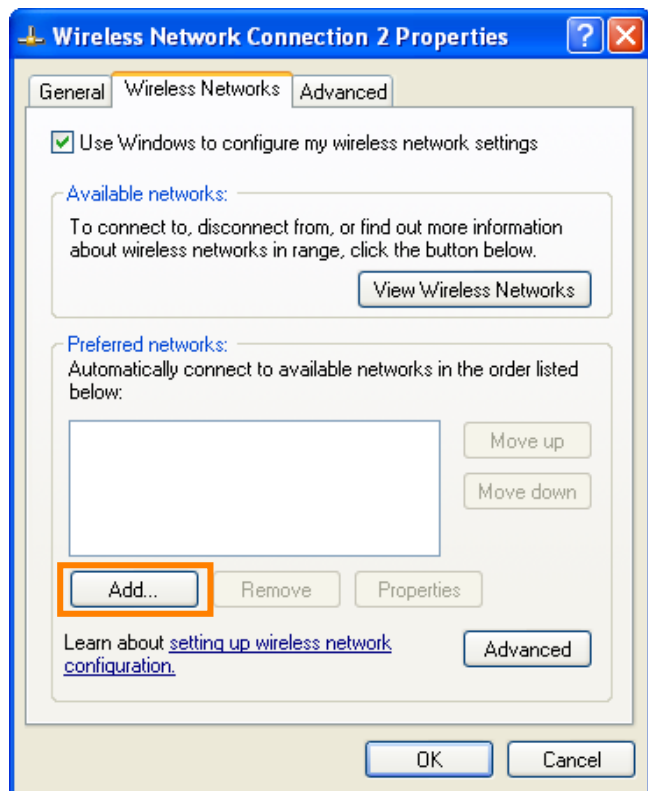 Wireless Network Connection 2 Properties
General Wireless Networks Advanced
Use Windows to configure my wireless network settings
Available networks:
To connect to, disconnect from, or find out more information
about wireless networks in range, click the button below.
View Wireless Networks
Preferred networks:
Automatically connect to available networks in the order listed
below:
Move up
Move down
Add... Remove Properties
Learn about setting up wireless network
configuration.
Advanced
OK Cancel